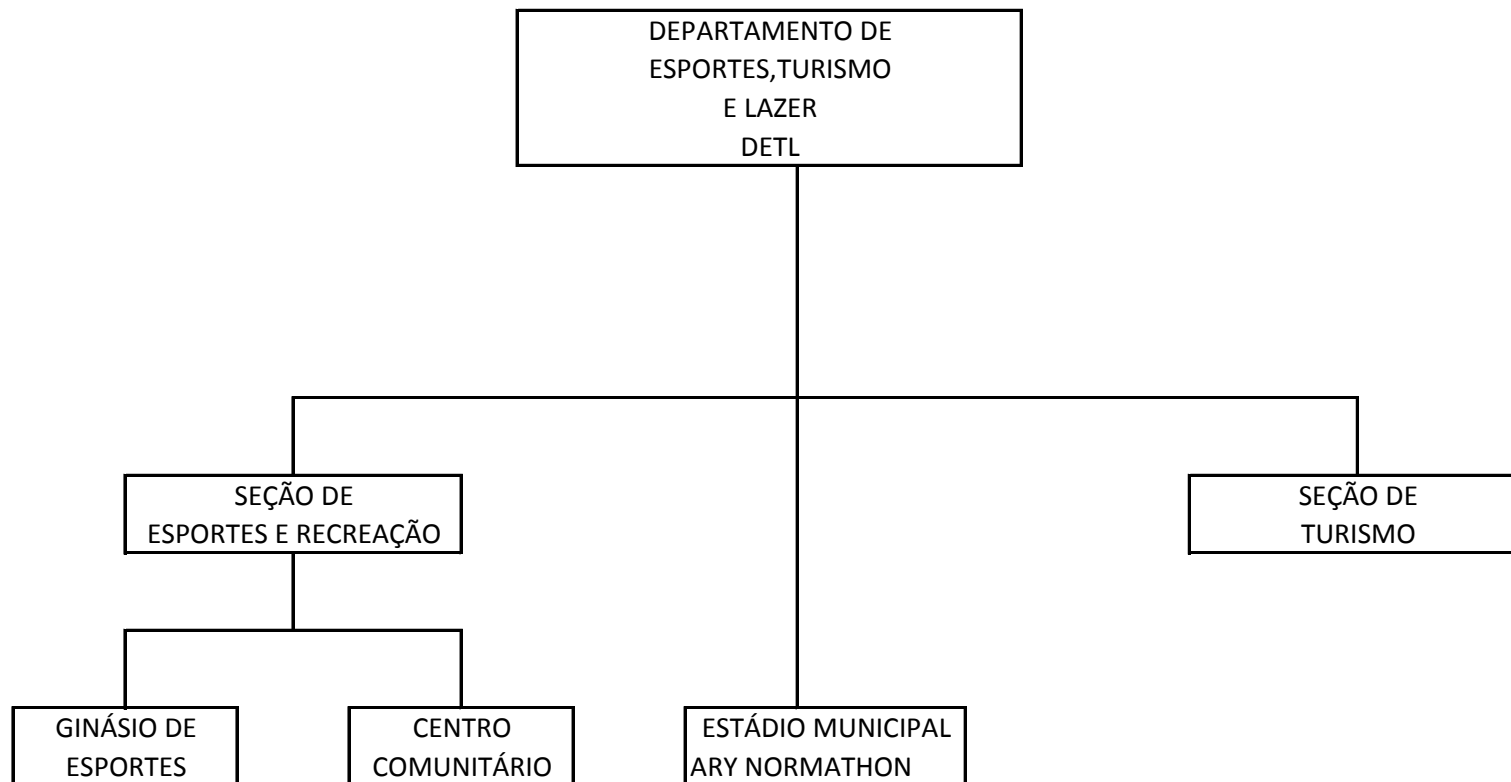 DEPARTAMENTO DE
ESPORTES,TURISMO
E LAZER
DETL
SEÇÃO DE
ESPORTES E RECREAÇÃO
SEÇÃO DE
TURISMO
GINÁSIO DE
ESPORTES
CENTRO
COMUNITÁRIO
ESTÁDIO MUNICIPAL
ARY NORMATHON